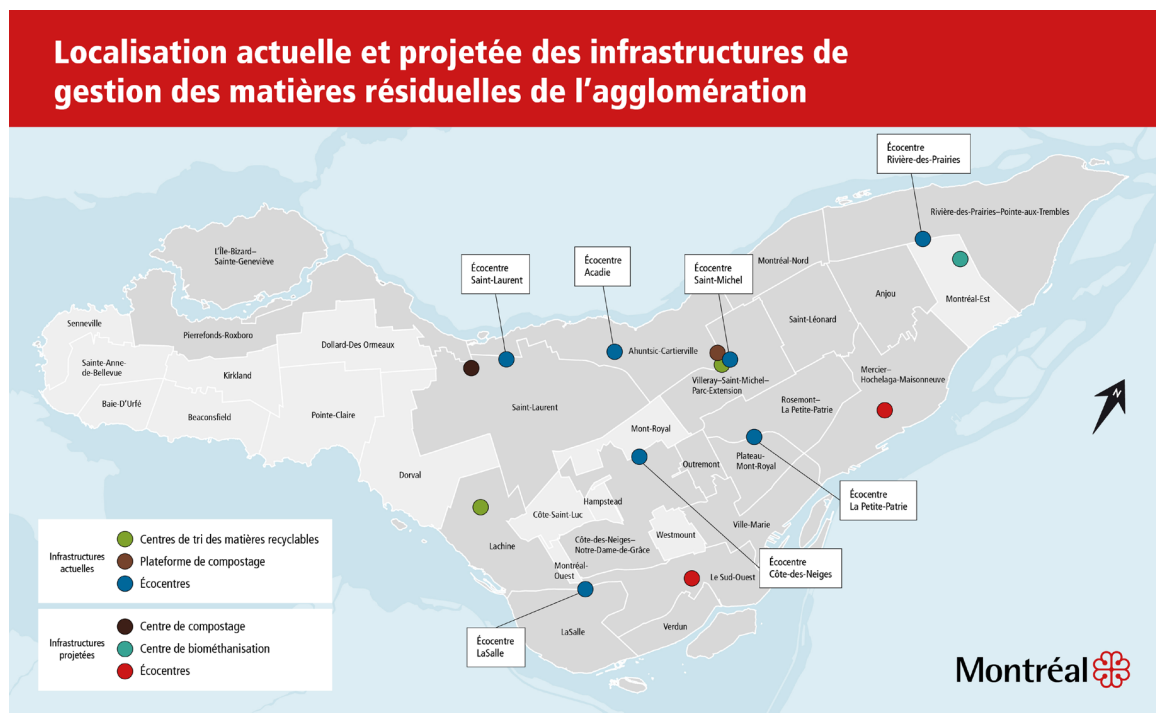 Localisation actuelle et projetée des infrastructures de
gestion des matières résiduelles de l’agglomération
Écocentre
Rivière-des-Prairies
Rivière-des-Prairies–Pointe-aux-Trembles
L’Île-Bizard–
Sainte-Geneviève
Écocentre
Saint-Laurent
Écocentre
Acadie
Écocentre
Saint-Michel
Montréal-Nord
Anjou
Montréal-Est
Senneville
Pierrefonds-Roxboro
Dollard-Des Ormeaux
Saint-Léonard
Ahuntsic-Cartierville
Sainte-Anne-
de-Bellevue
Kirkland
Villeray–Saint-Michel–
Parc-Extension
Mercier–
Hochelaga-Maisonneuve
Baie-D’Urfé
Beaconsfield
Pointe-Claire
Saint-Laurent
Rosemont–
La Petite-Patrie
N
Mont-Royal
Outremont
Plateau-
Mont-Royal
Dorval
Hampstead
Côte-Saint-Luc
Écocentre
La Petite-Patrie
Ville-Marie
Westmount
Lachine
Côte-des-Neiges–
Notre-Dame-de-Grâce
Montréal-
Ouest
Écocentre
Côte-des-Neiges
Le Sud-Ouest
Verdun
LaSalle
Écocentre
LaSalle
Infrastructures
actuelles
Centres de tri des matières recyclables
Plateforme de compostage
Écocentres
Infrastructures
projetées
Centre de compostage
Centre de biométhanisation
Écocentres
Montréal